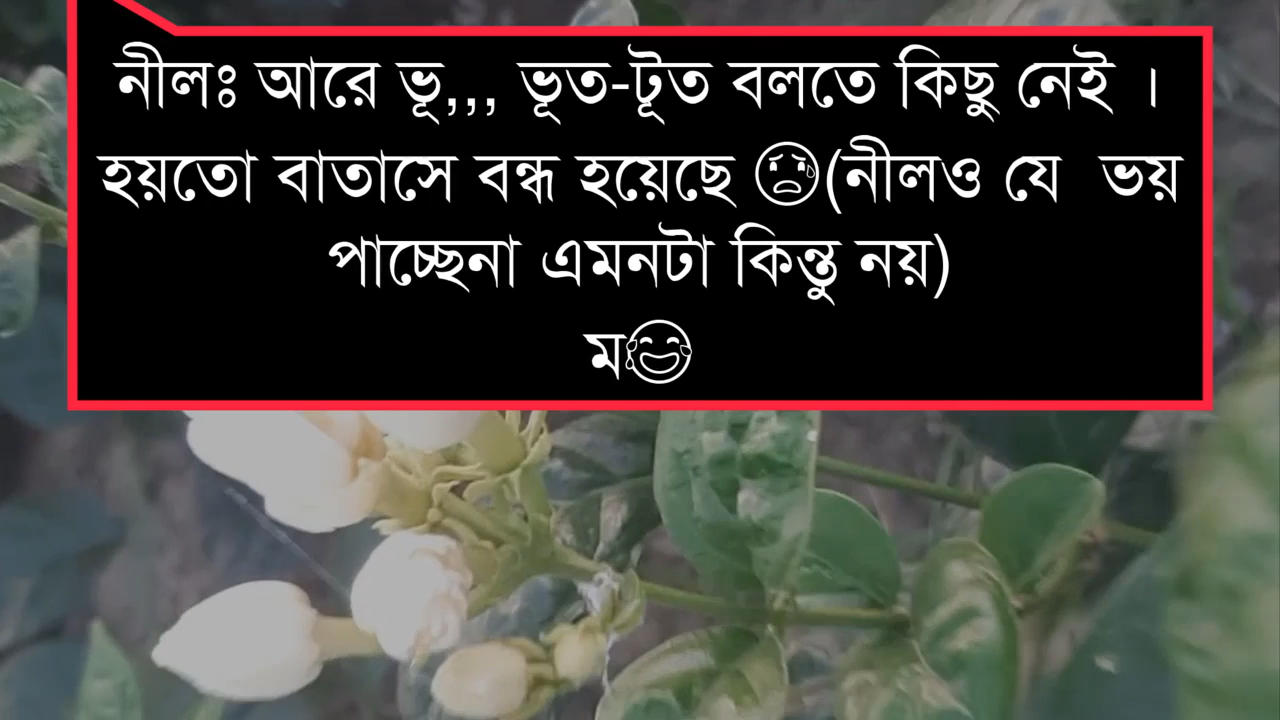 নীলঃ আরে ভূ,,, ভূত-টূত বলতে কিছু নেই ।
হয়তো বাতাসে বন্ধ হয়েছে 😥(নীলও যে  ভয়
পাচ্ছেনা এমনটা কিন্তু নয়)
ম😅